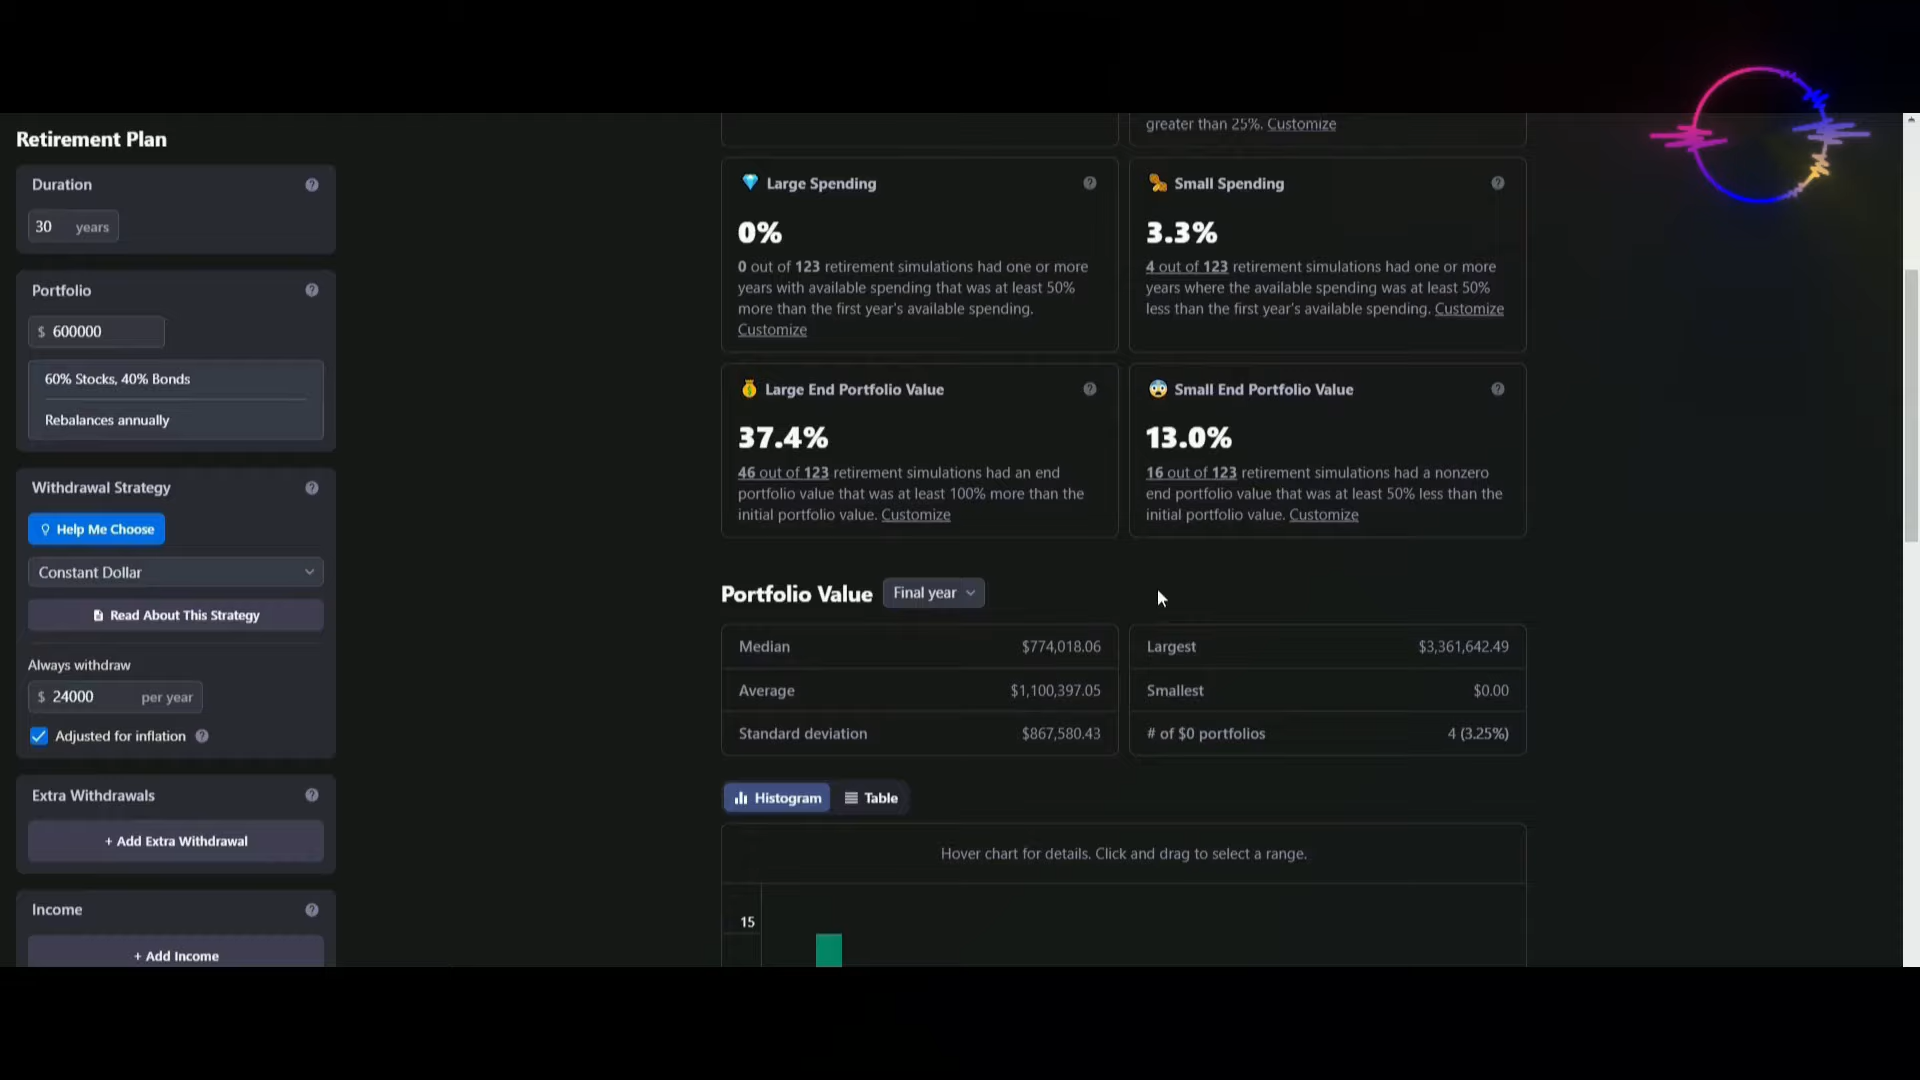 Retirement Plan
Duration
30 years
Portfolio
$ 600000
60% Stocks, 40% Bonds
Rebalances annually
Withdrawal Strategy
Help Me Choose
Constant Dollar
Read About This Strategy
Always withdraw
$ 24000 per year
Adjusted for inflation
Extra Withdrawals
+ Add Extra Withdrawal
Income
+ Add Income
greater than 25%. Customize
Large Spending
0%
0 out of 123 retirement simulations had one or more
years with available spending that was at least 50%
more than the first year's available spending.
Customize
Small Spending
3.3%
4 out of 123 retirement simulations had one or more
years where the available spending was at least 50%
less than the first year's available spending. Customize
Large End Portfolio Value
37.4%
46 out of 123 retirement simulations had an end
portfolio value that was at least 100% more than the
initial portfolio value. Customize
Small End Portfolio Value
13.0%
16 out of 123 retirement simulations had a nonzero
end portfolio value that was at least 50% less than the
initial portfolio value. Customize
Portfolio Value Final year
Median $774,018.06
Average $1,100,397.05
Standard deviation $867,580.43
Largest $3,361,642.49
Smallest $0.00
# of $0 portfolios 4 (3.25%)
Histogram Table
Hover chart for details. Click and drag to select a range.
15